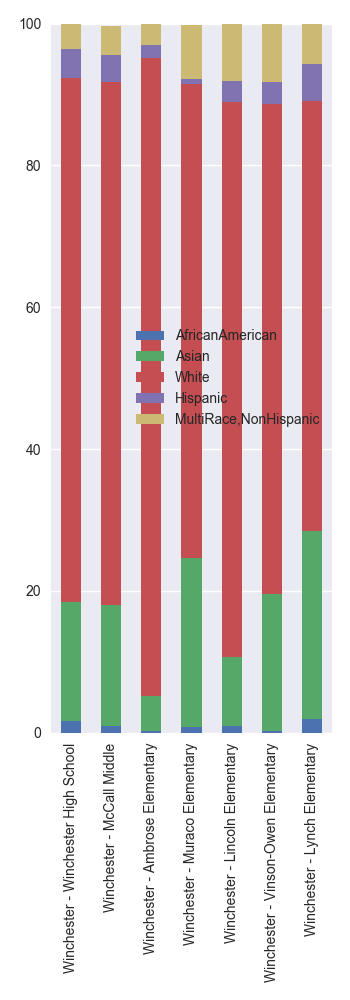 100
80
60
40
20
0
AfricanAmerican
Asian
White
Hispanic
MultiRace,NonHispanic
Winchester - Winchester High School
Winchester - McCall Middle
Winchester - Ambrose Elementary
Winchester - Muraco Elementary
Winchester - Lincoln Elementary
Winchester - Vinson-Owen Elementary
Winchester - Lynch Elementary